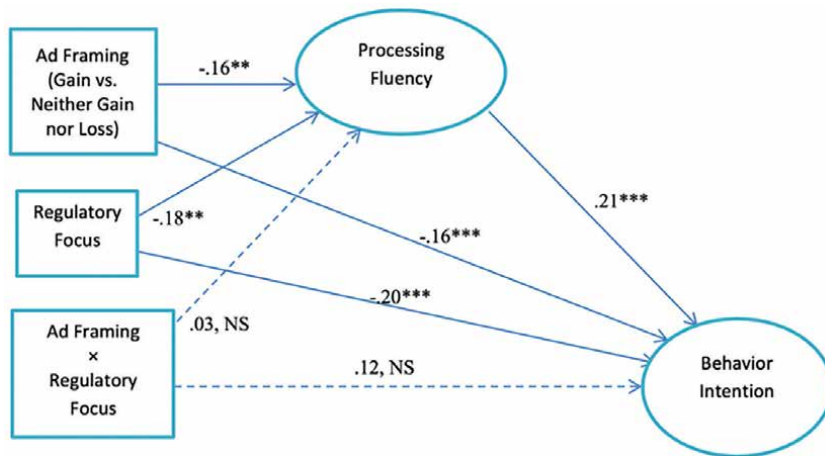 Ad Framing
(Gain vs.
Neither Gain
nor Loss)
Processing
Fluency
-.16**
Regulatory
Focus
-.18**
.21***
-.16***
-.20***
Ad Framing
×
Regulatory
Focus
.03, NS
.12, NS
Behavior
Intention